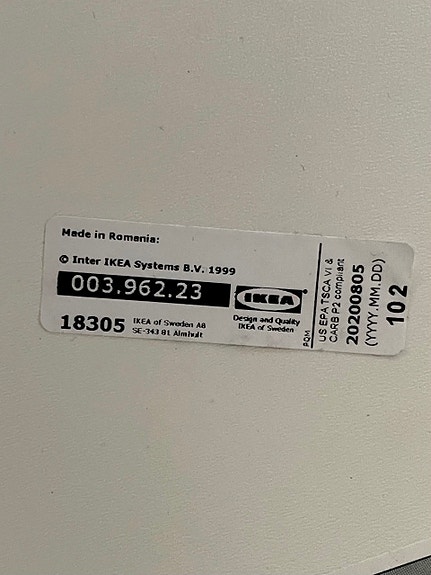 Made in Romania:
© Inter IKEA Systems B.V. 1999
003.962.23
IKEA
18305
IKEA of Sweden AB
SE-343 81 Älmhult
Design and Quality
IKEA of Sweden
PQM
US EPA TSCA VI &
CARB P2 compliant
20200805
(YYYY.MM.DD)
102